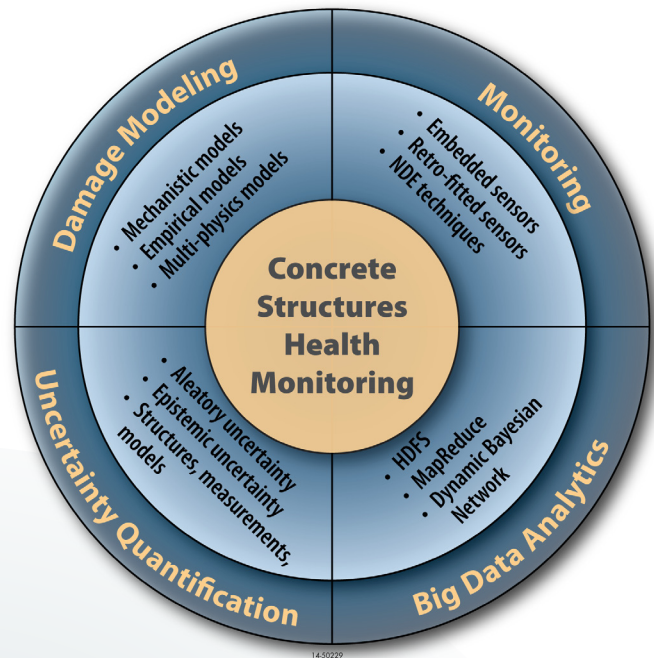 Damage Modeling
• Mechanistic models
• Empirical models
• Multi-physics models
Monitoring
• Embedded sensors
• Retro-fitted sensors
• NDE techniques
Concrete
Structures
Health
Monitoring
Uncertainty Quantification
• Aleatory uncertainty
• Epistemic uncertainty
• Structures, measurements,
models
Big Data Analytics
• HDFS
• MapReduce
• Dynamic Bayesian
Network
14-50229